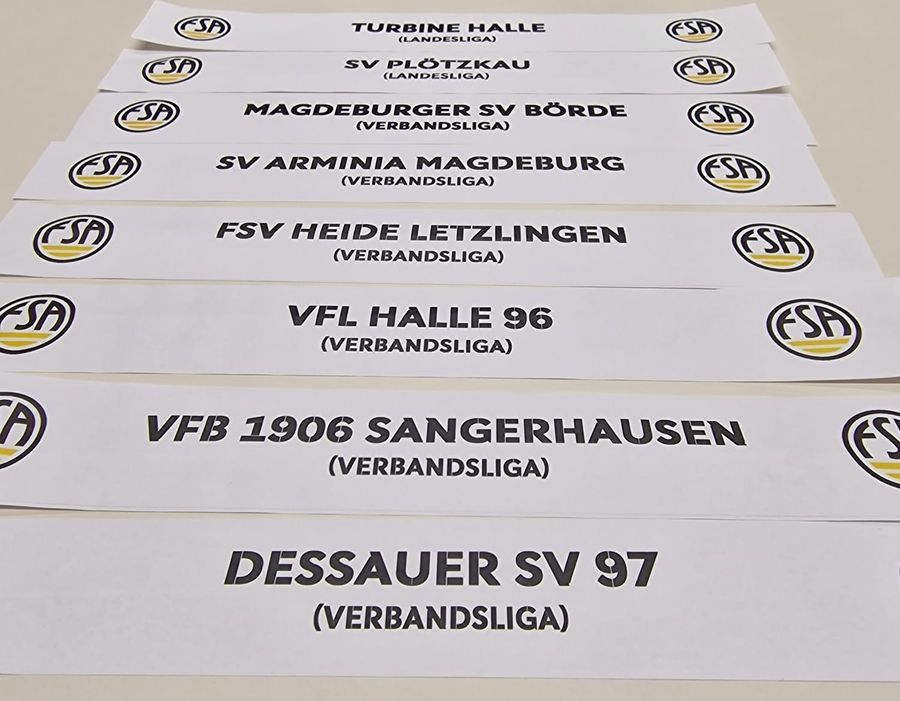 FSA TURBINE HALLE FSA
(LANDESLIGA)
FSA SV PLÖTZKAU FSA
(LANDESLIGA)
FSA MAGDEBURGER SV BÖRDE FSA
(VERBANDSLIGA)
FSA SV ARMINIA MAGDEBURG FSA
(VERBANDSLIGA)
FSA FSV HEIDE LETZLINGEN FSA
(VERBANDSLIGA)
FSA VFL HALLE 96 FSA
(VERBANDSLIGA)
SA VFB 1906 SANGERHAUSEN FS
(VERBANDSLIGA)
DESSAUER SV 97
(VERBANDSLIGA)